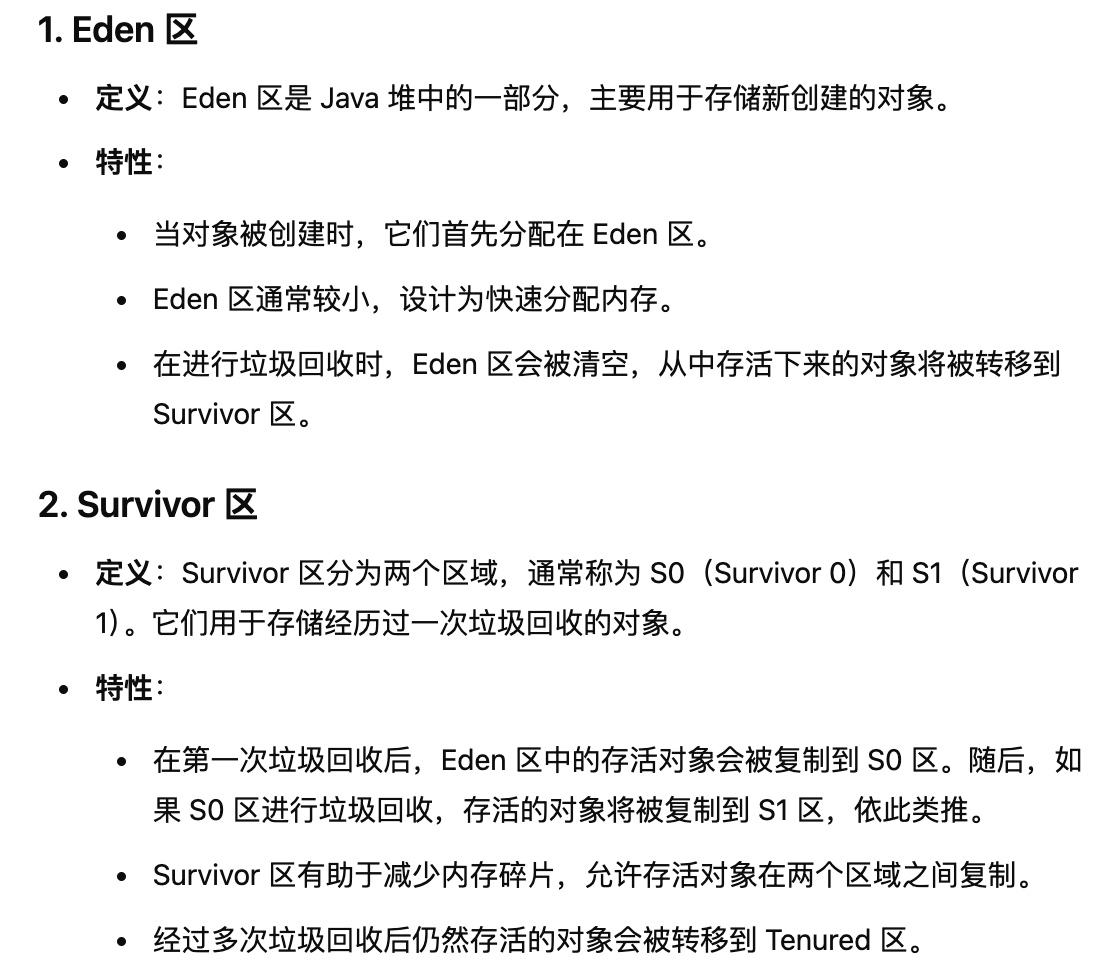 1. Eden 区
• 定义：Eden 区是 Java 堆中的一部分，主要用于存储新创建的对象。
• 特性：
• 当对象被创建时，它们首先分配在 Eden 区。
• Eden 区通常较小，设计为快速分配内存。
• 在进行垃圾回收时，Eden 区会被清空，从中存活下来的对象将被转移到
Survivor 区。
2. Survivor 区
• 定义：Survivor 区分为两个区域，通常称为 S0（Survivor 0）和 S1（Survivor
1）。它们用于存储经历过一次垃圾回收的对象。
• 特性：
• 在第一次垃圾回收后，Eden 区中的存活对象会被复制到 S0 区。随后，如
果 S0 区进行垃圾回收，存活的对象将被复制到 S1 区，依此类推。
• Survivor 区有助于减少内存碎片，允许存活对象在两个区域之间复制。
• 经过多次垃圾回收后仍然存活的对象会被转移到 Tenured 区。